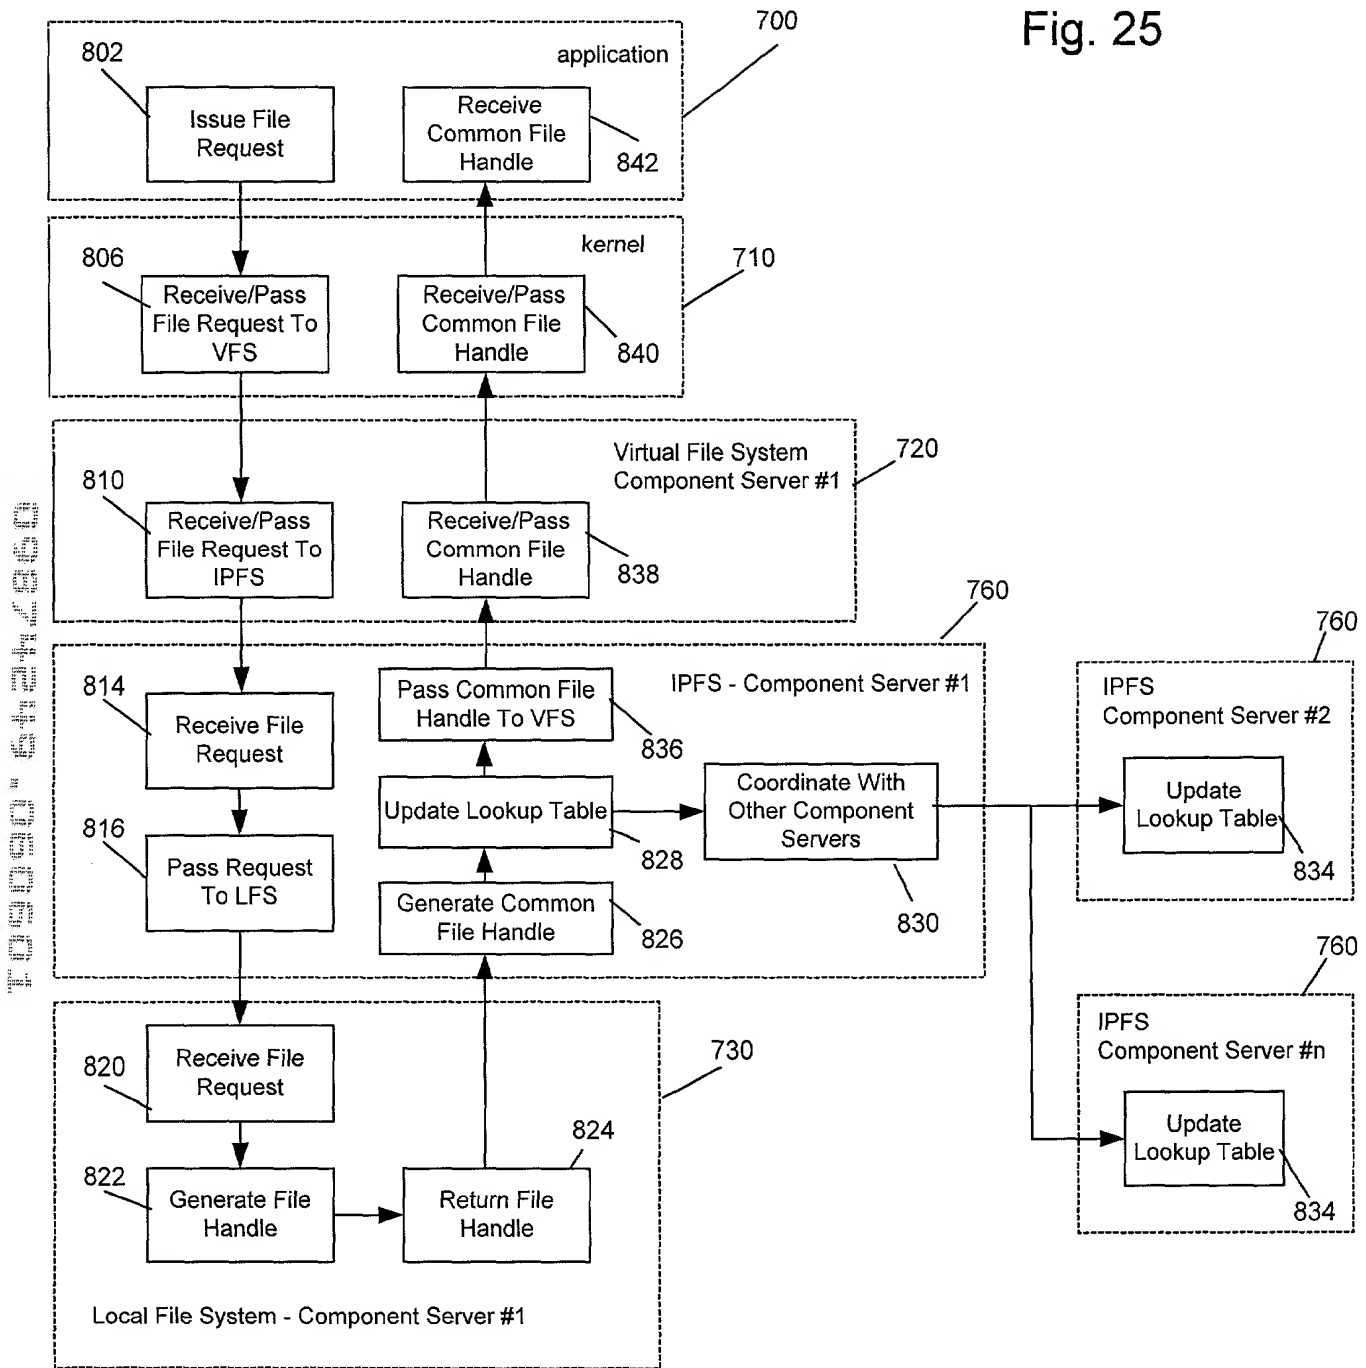 Fig. 25
700
802
application
Issue File
Request
Receive
Common File
Handle
842
kernel
710
806
Receive/Pass
File Request To
VFS
Receive/Pass
Common File
Handle
840
Virtual File System
Component Server #1
720
810
Receive/Pass
File Request To
IPFS
Receive/Pass
Common File
Handle
838
760
814
Receive File
Request
Pass Common File
Handle To VFS
836
IPFS - Component Server #1
816
Pass Request
To LFS
Update Lookup Table
828
Coordinate With
Other Component
Servers
830
Generate Common
File Handle
826
760
IPFS
Component Server #2
Update
Lookup Table
834
760
IPFS
Component Server #n
Update
Lookup Table
834
730
820
Receive File
Request
822
Generate File
Handle
824
Return File
Handle
Local File System - Component Server #1